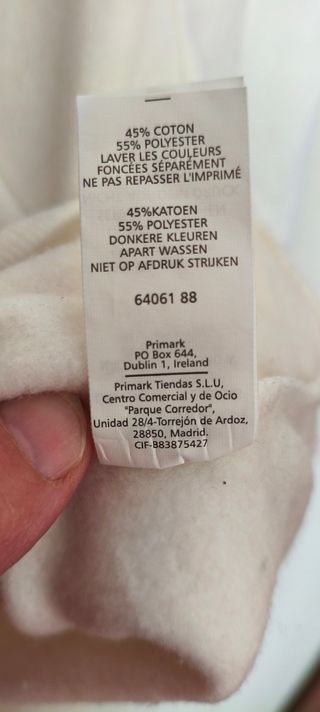 45% COTON
55% POLYESTER
LAVER LES COULEURS
FONCÉES SÉPARÉMENT
NE PAS REPASSER L'IMPRIMÉ
45%KATOEN
55% POLYESTER
DONKERE KLEUREN
APART WASSEN
NIET OP AFDRUK STRIJKEN
64061 88
Primark
PO Box 644,
Dublin 1, Ireland
Primark Tiendas S.L.U,
Centro Comercial y de Ocio
"Parque Corredor",
Unidad 28/4-Torrejón de Ardoz,
28850, Madrid.
CIF-B83875427